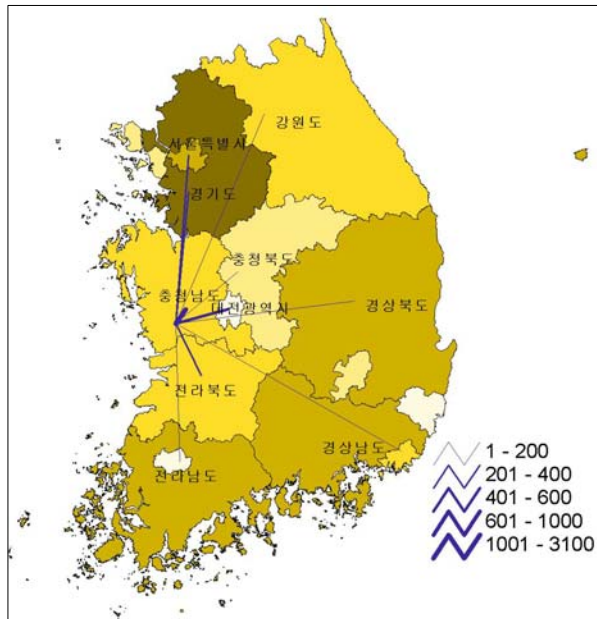 강원도
서울특별시
경기도
충청북도
충청남도
대전광역시
경상북도
전라북도
경상남도
전라남도
1 - 200
201 - 400
401 - 600
601 - 1000
1001 - 3100